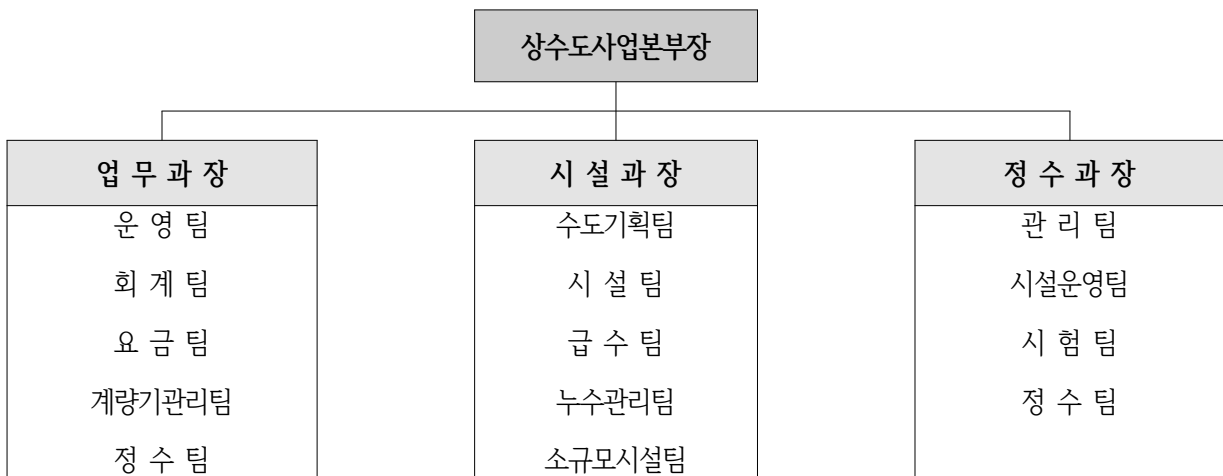 상수도사업본부장
업 무 과 장
운 영 팀
회 계 팀
요 금 팀
계량기관리팀
정 수 팀
시 설 과 장
수도기획팀
시 설 팀
급 수 팀
누수관리팀
소규모시설팀
정 수 과 장
관 리 팀
시설운영팀
시 험 팀
정 수 팀